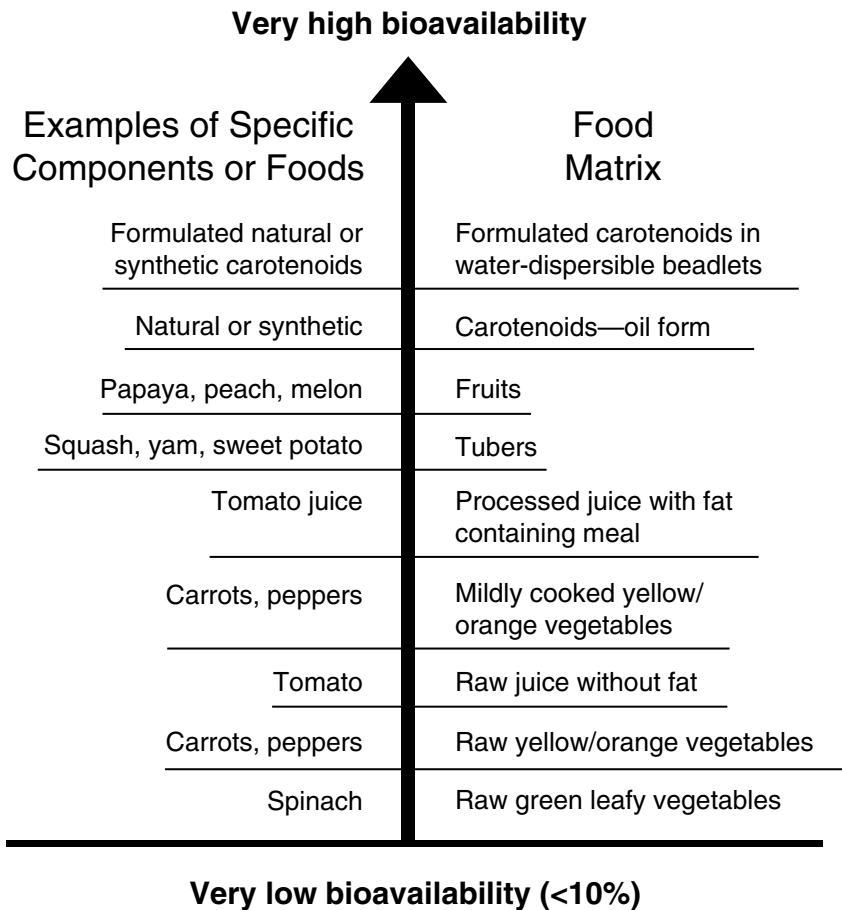 Very high bioavailability
Examples of Specific
Components or Foods
Food
Matrix
Formulated natural or
synthetic carotenoids
Formulated carotenoids in
water-dispersible beadlets
Natural or synthetic
Carotenoids—oil form
Papaya, peach, melon
Fruits
Squash, yam, sweet potato
Tubers
Tomato juice
Processed juice with fat
containing meal
Carrots, peppers
Mildly cooked yellow/
orange vegetables
Tomato
Raw juice without fat
Carrots, peppers
Raw yellow/orange vegetables
Spinach
Raw green leafy vegetables
Very low bioavailability (<10%)